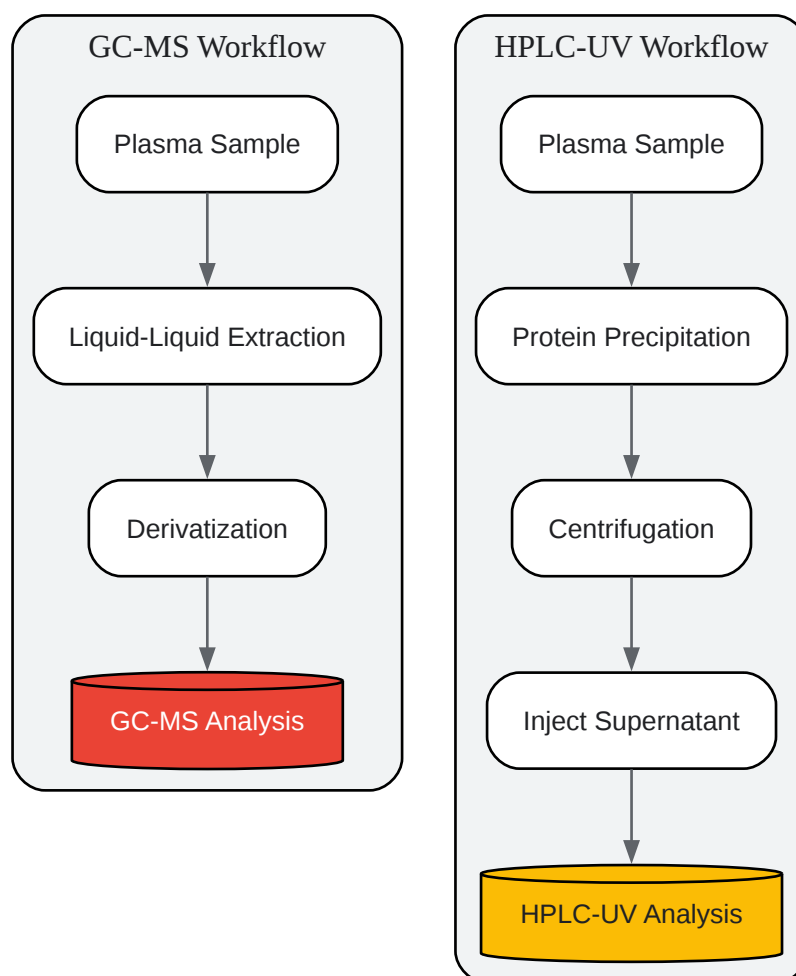 GC-MS Workflow
Plasma Sample
Liquid-Liquid Extraction
Derivatization
GC-MS Analysis
HPLC-UV Workflow
Plasma Sample
Protein Precipitation
Centrifugation
Inject Supernatant
HPLC-UV Analysis